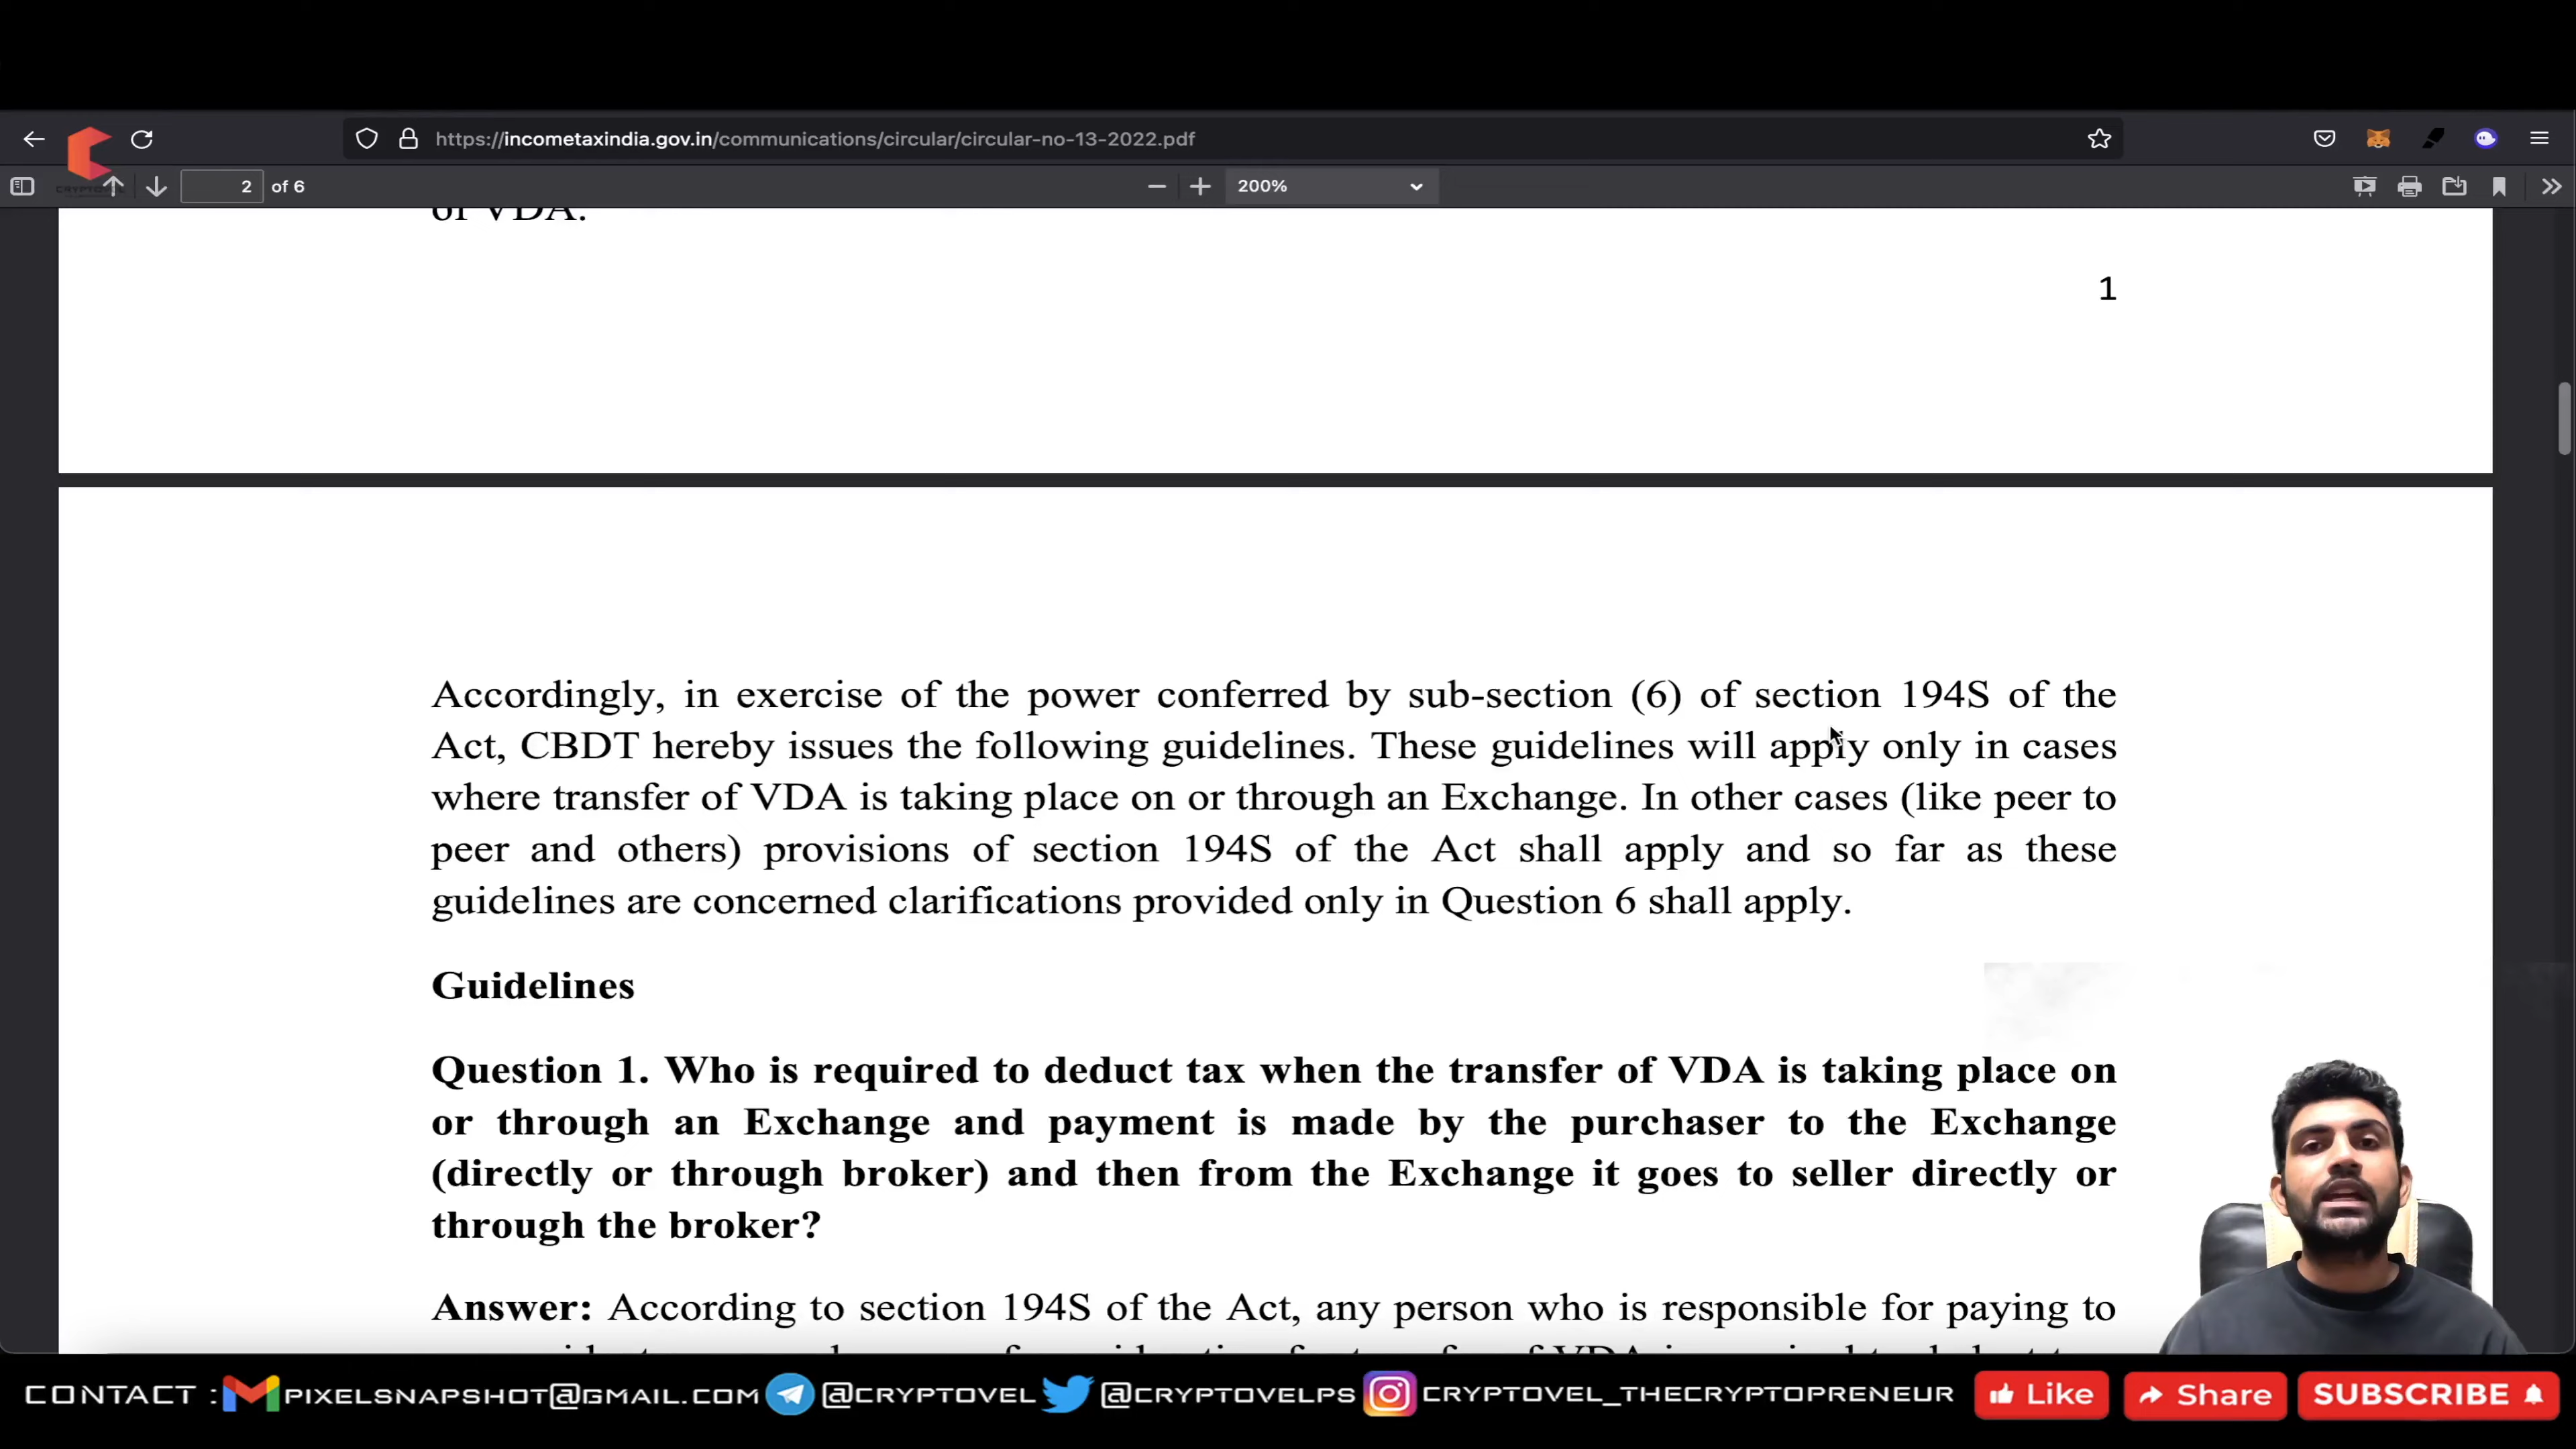 https://incometaxindia.gov.in/communications/circular/circular-no-13-2022.pdf
2 of 6
200%
of VDA.
1
Accordingly, in exercise of the power conferred by sub-section (6) of section 194S of the
Act, CBDT hereby issues the following guidelines. These guidelines will apply only in cases
where transfer of VDA is taking place on or through an Exchange. In other cases (like peer to
peer and others) provisions of section 194S of the Act shall apply and so far as these
guidelines are concerned clarifications provided only in Question 6 shall apply.
Guidelines
Question 1. Who is required to deduct tax when the transfer of VDA is taking place on
or through an Exchange and payment is made by the purchaser to the Exchange
(directly or through broker) and then from the Exchange it goes to seller directly or
through the broker?
Answer: According to section 194S of the Act, any person who is responsible for paying to
CONTACT : PIXELSNAPSHOT@GMAIL.COM @CRYPTOVEL @CRYPTOVELPS CRYPTOVEL_THECRYPTOPRENEUR Like Share SUBSCRIBE